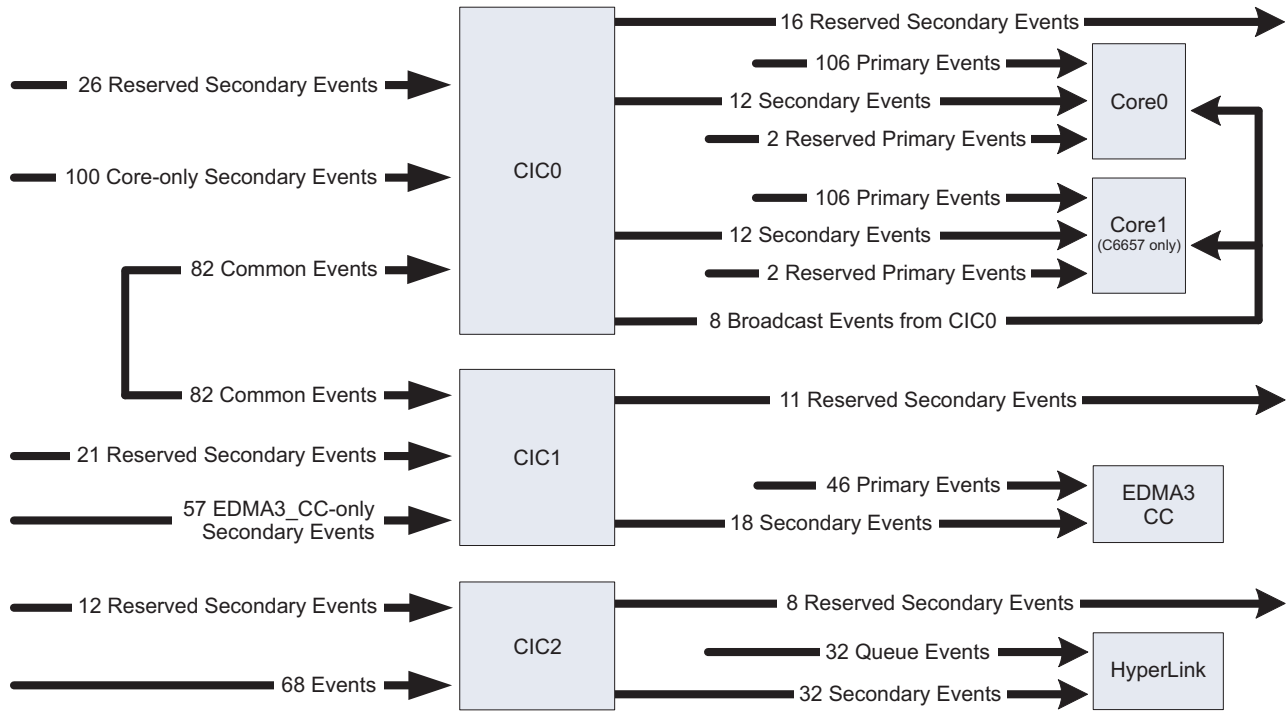 16 Reserved Secondary Events
26 Reserved Secondary Events
100 Core-only Secondary Events
82 Common Events
CIC0
106 Primary Events
12 Secondary Events
2 Reserved Primary Events
Core0
106 Primary Events
12 Secondary Events
2 Reserved Primary Events
Core1
(C6657 only)
8 Broadcast Events from CIC0
82 Common Events
21 Reserved Secondary Events
57 EDMA3_CC-only
Secondary Events
CIC1
11 Reserved Secondary Events
46 Primary Events
18 Secondary Events
EDMA3
CC
12 Reserved Secondary Events
68 Events
CIC2
8 Reserved Secondary Events
32 Queue Events
32 Secondary Events
HyperLink